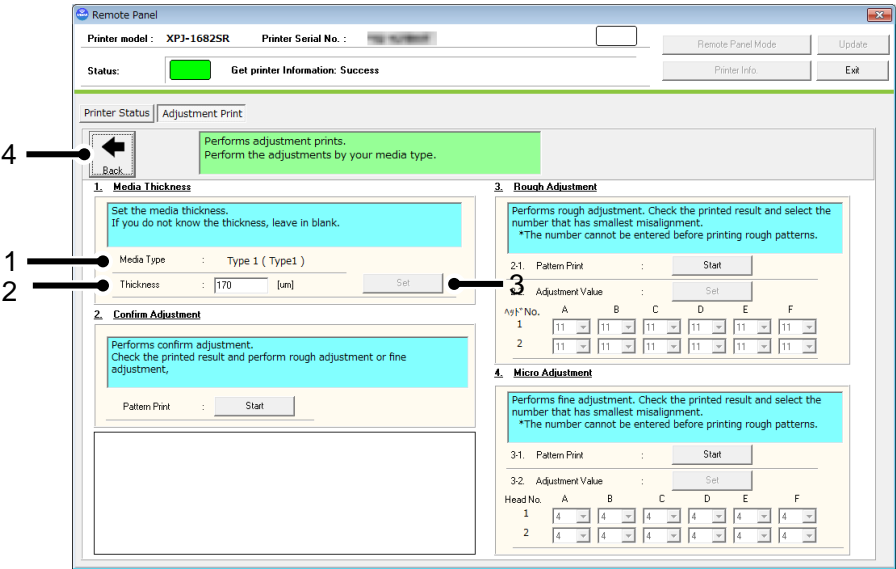 Remote Panel
Printer model : XPJ-1682SR Printer Serial No. :
Remote Panel Mode Update
Status: Get printer Information: Success
Printer Info. Exit
Printer Status Adjustment Print
4
Back
Performs adjustment prints.
Perform the adjustments by your media type.
1. Media Thickness
Set the media thickness.
If you do not know the thickness, leave in blank.
1
Media Type : Type 1 ( Type1 )
2
Thickness : 170 [um] Set
3
2. Confirm Adjustment
Performs confirm adjustment.
Check the printed result and perform rough adjustment or fine
adjustment,
Pattern Print : Start
3. Rough Adjustment
Performs rough adjustment. Check the printed result and select the
number that has smallest misalignment.
*The number cannot be entered before printing rough patterns.
2-1. Pattern Print : Start
Adjustment Value : Set
ﾍｯﾄﾞNo. A B C D E F
1 11 11 11 11 11 11
2 11 11 11 11 11 11
4. Micro Adjustment
Performs fine adjustment. Check the printed result and select the
number that has smallest misalignment.
*The number cannot be entered before printing rough patterns.
3-1. Pattern Print : Start
3-2. Adjustment Value : Set
Head No. A B C D E F
1 4 4 4 4 4 4
2 4 4 4 4 4 4